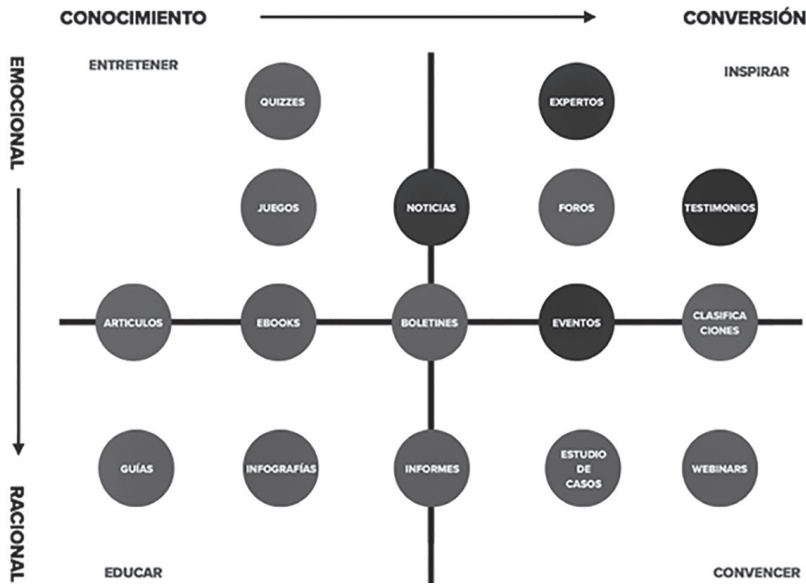 CONOCIMIENTO
CONVERSIÓN
ENTRETENER
INSPIRAR
EMOCIONAL
QUIZZES
EXPERTOS
JUEGOS
NOTICIAS
FOROS
TESTIMONIOS
ARTICULOS
EBOOKS
BOLETINES
EVENTOS
CLASIFICA
CIONES
GUÍAS
INFOGRAFÍAS
INFORMES
ESTUDIO
DE
CASOS
WEBINARS
RACIONAL
EDUCAR
CONVENCER